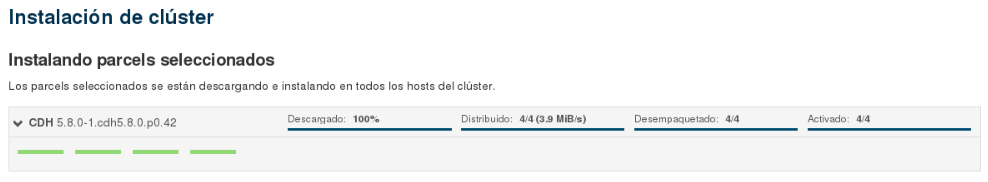 Instalación de clúster
Instalando parcels seleccionados
Los parcels seleccionados se están descargando e instalando en todos los hosts del clúster.
CDH 5.8.0-1.cdh5.8.0.p0.42 Descargado: 100% Distribuido: 4/4 (3.9 MiB/s) Desempaquetado: 4/4 Activado: 4/4